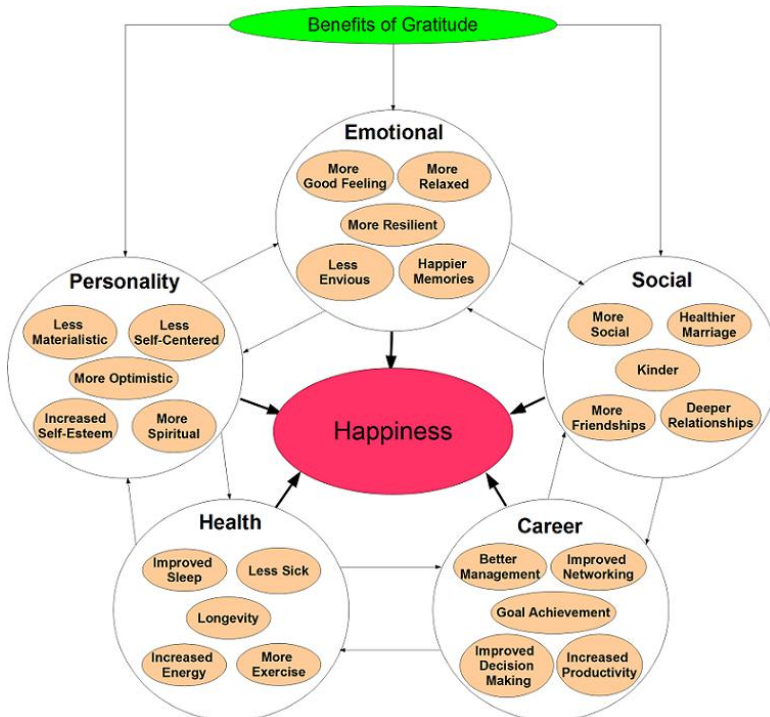 Benefits of Gratitude
Emotional
More
Good Feeling
More
Relaxed
More Resilient
Less
Envious
Happier
Memories
Personality
Less
Materialistic
Less
Self-Centered
More Optimistic
Increased
Self-Esteem
More
Spiritual
Social
More
Social
Healthier
Marriage
Kinder
More
Friendships
Deeper
Relationships
Happiness
Health
Improved
Sleep
Less Sick
Longevity
Increased
Energy
More
Exercise
Career
Better
Management
Improved
Networking
Goal Achievement
Improved
Decision
Making
Increased
Productivity